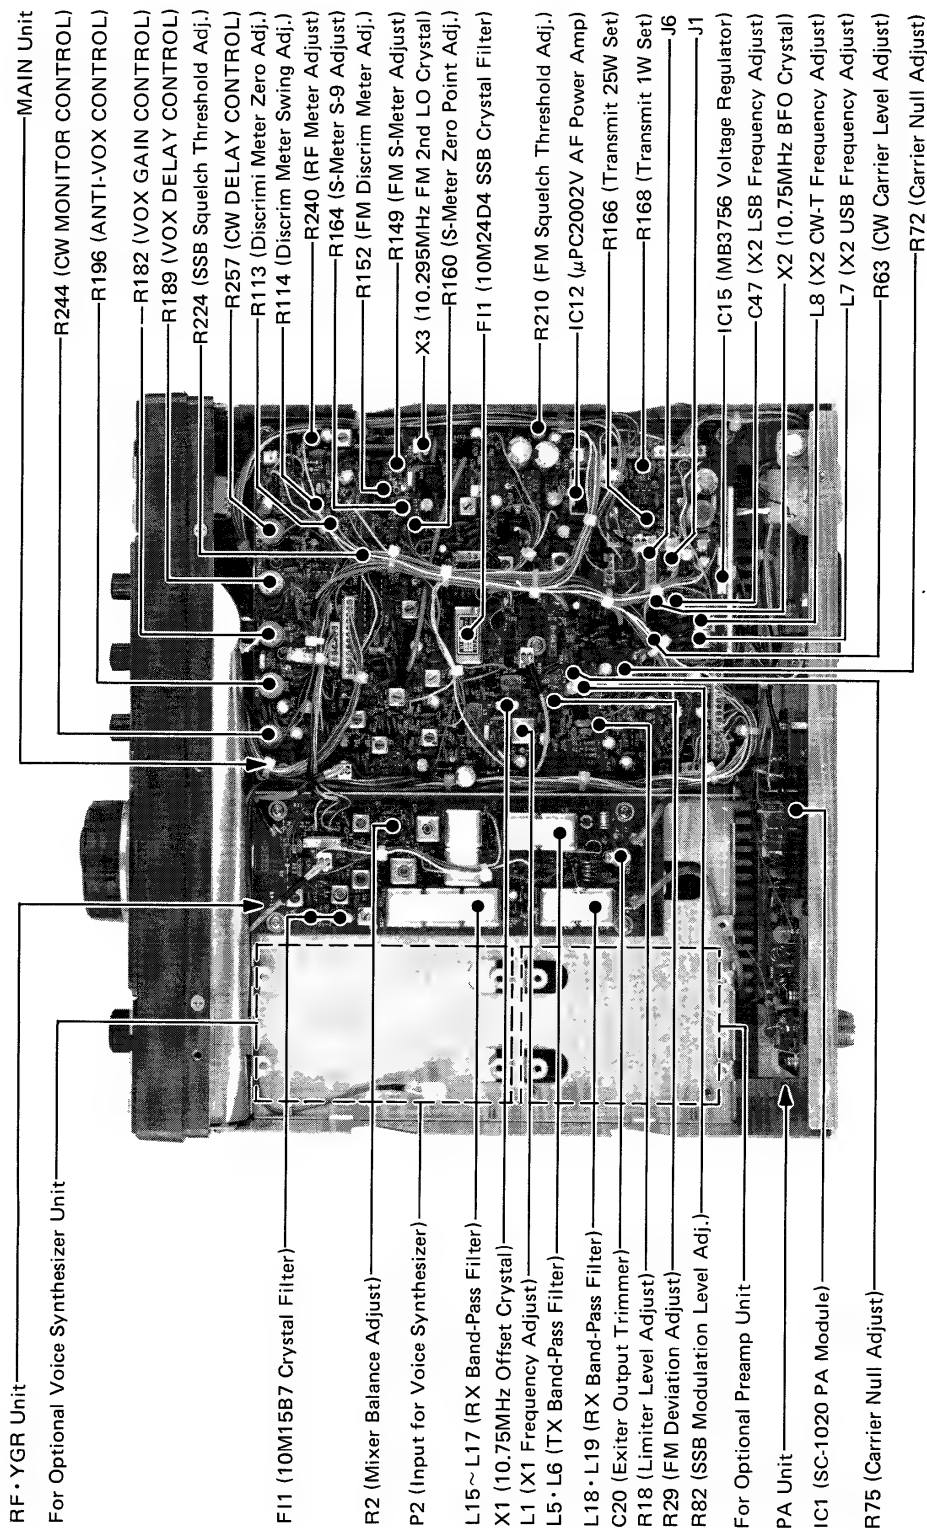 RF・YGR Unit
For Optional Voice Synthesizer Unit
FI1 (10M15B7 Crystal Filter)
R2 (Mixer Balance Adjust)
P2 (Input for Voice Synthesizer)
L15~L17 (RX Band-Pass Filter)
X1 (10.75MHz Offset Crystal)
L1 (X1 Frequency Adjust)
L5・L6 (TX Band-Pass Filter)
L18・L19 (RX Band-Pass Filter)
C20 (Exiter Output Trimmer)
R18 (Limiter Level Adjust)
R29 (FM Deviation Adjust)
R82 (SSB Modulation Level Adj.)
For Optional Preamp Unit
PA Unit
IC1 (SC-1020 PA Module)
R75 (Carrier Null Adjust)
MAIN Unit
R244 (CW MONITOR CONTROL)
R196 (ANTI-VOX CONTROL)
R182 (VOX GAIN CONTROL)
R189 (VOX DELAY CONTROL)
R224 (SSB Squelch Threshold Adj.)
R257 (CW DELAY CONTROL)
R113 (Discrimi Meter Zero Adj.)
R114 (Discrim Meter Swing Adj.)
R240 (RF Meter Adjust)
R164 (S-Meter S-9 Adjust)
R152 (FM Discrim Meter Adj.)
R149 (FM S-Meter Adjust)
X3 (10.295MHz FM 2nd LO Crystal)
R160 (S-Meter Zero Point Adj.)
FI1 (10M24D4 SSB Crystal Filter)
R210 (FM Squelch Threshold Adj.)
IC12 (μPC2002V AF Power Amp)
R166 (Transmit 25W Set)
R168 (Transmit 1W Set)
J6
J1
IC15 (MB3756 Voltage Regulator)
C47 (X2 LSB Frequency Adjust)
X2 (10.75MHz BFO Crystal)
L8 (X2 CW-T Frequency Adjust)
L7 (X2 USB Frequency Adjust)
R63 (CW Carrier Level Adjust)
R72 (Carrier Null Adjust)